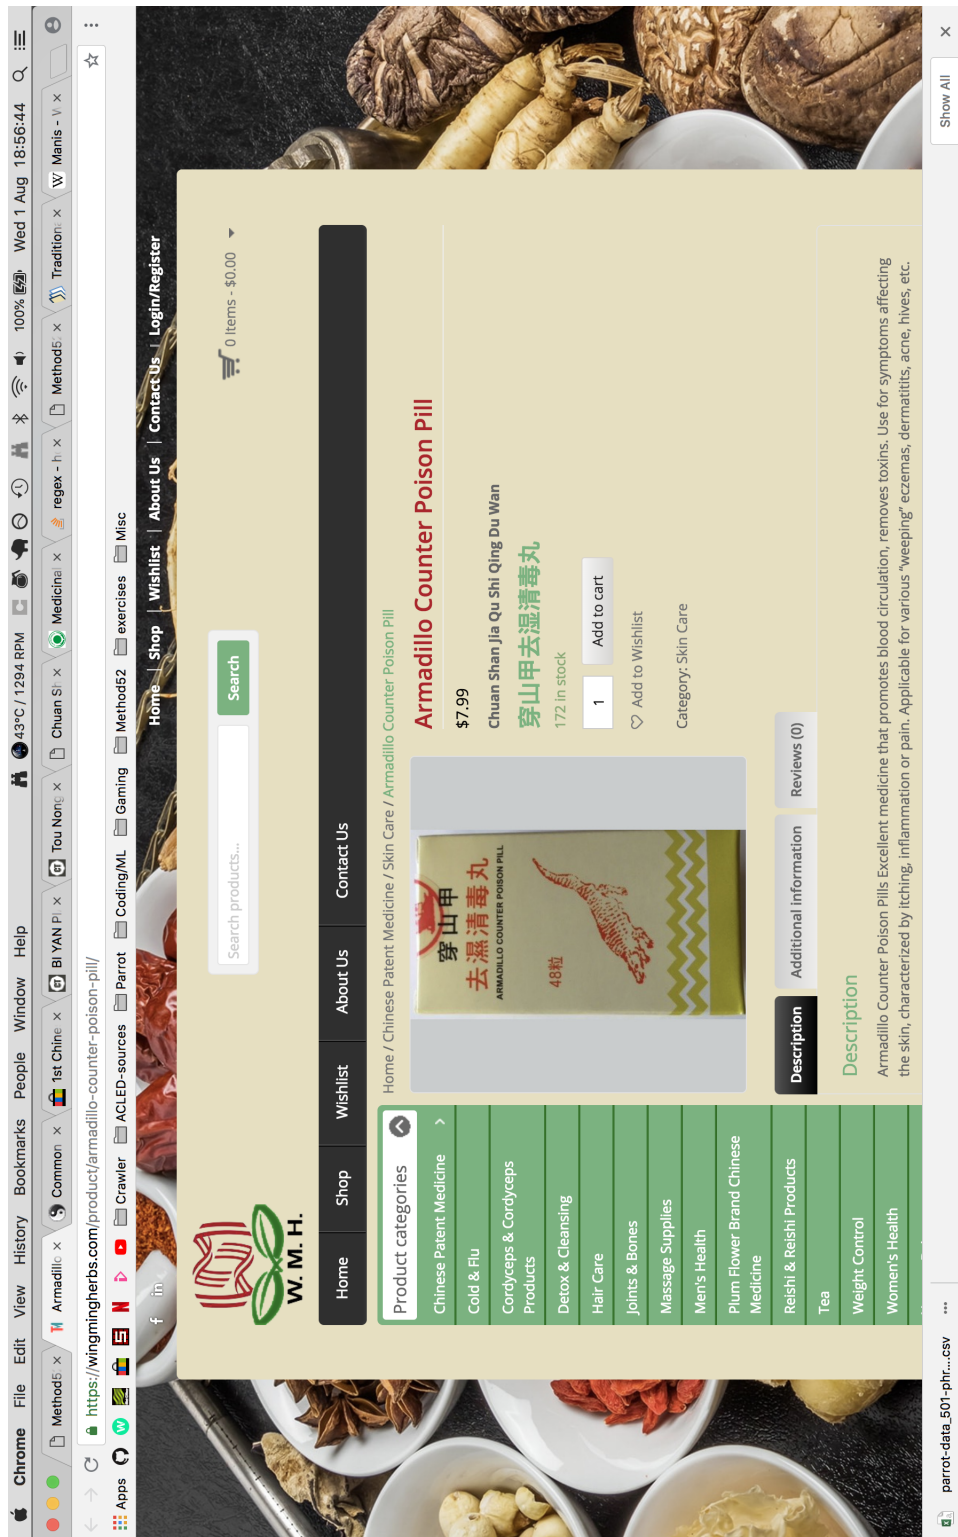 Chrome File Edit View History Bookmarks People Window Help 43°C / 1294 RPM 100% Wed 1 Aug 18:56:44
Method5 Armadillo Common 1st Chine BI YAN PI Tou Nong Chuan Sh Medicinal regex - h Method5 Tradition Manis - W
https://wingmingherbs.com/product/armadillo-counter-poison-pill/
Apps Crawler ACLED-sources Parrot Coding/ML Gaming Method52 exercises Misc
Home | Shop | Wishlist | About Us | Contact Us | Login/Register
W. M. H.
Search products... Search
0 Items - $0.00
Home Shop Wishlist About Us Contact Us
Product categories
Chinese Patent Medicine
Cold & Flu
Cordyceps & Cordyceps
Products
Detox & Cleansing
Hair Care
Joints & Bones
Massage Supplies
Men's Health
Plum Flower Brand Chinese
Medicine
Reishi & Reishi Products
Tea
Weight Control
Women's Health
Home / Chinese Patent Medicine / Skin Care / Armadillo Counter Poison Pill
穿山甲
去濕清毒丸
ARMADILLO COUNTER POISON PILL
48粒
Armadillo Counter Poison Pill
$7.99
Chuan Shan Jia Qu Shi Qing Du Wan
穿山甲去湿清毒丸
172 in stock
1 Add to cart
Add to Wishlist
Category: Skin Care
Description Additional information Reviews (0)
Description
Armadillo Counter Poison Pills Excellent medicine that promotes blood circulation, removes toxins. Use for symptoms affecting
the skin, characterized by itching, inflammation or pain. Applicable for various “weeping” eczemas, dermatitits, acne, hives, etc.
parrot-data_501-phr....csv Show All